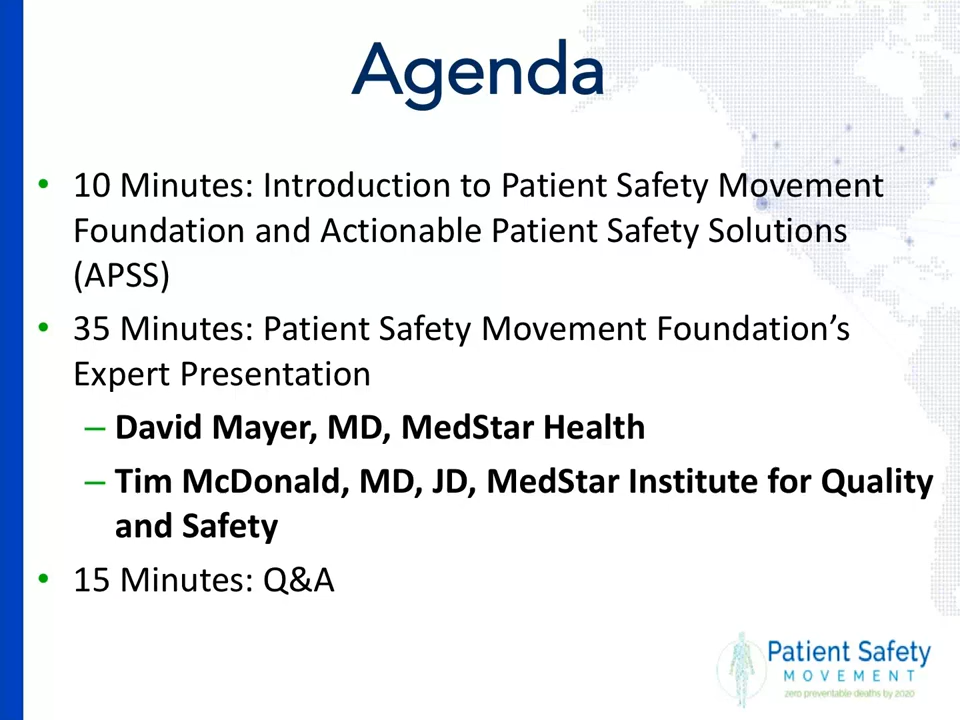 Agenda
• 10 Minutes: Introduction to Patient Safety Movement
Foundation and Actionable Patient Safety Solutions
(APSS)
• 35 Minutes: Patient Safety Movement Foundation’s
Expert Presentation
– David Mayer, MD, MedStar Health
– Tim McDonald, MD, JD, MedStar Institute for Quality
and Safety
• 15 Minutes: Q&A
Patient Safety
MOVEMENT
zero preventable deaths by 2020